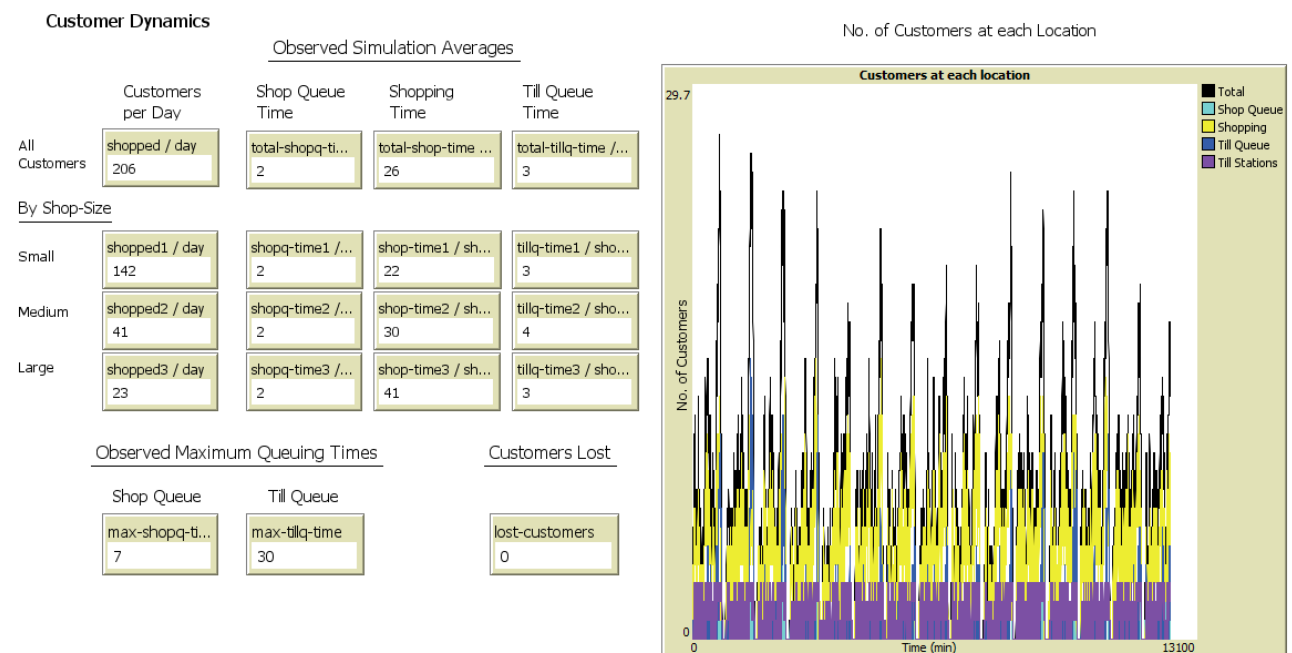 Customer Dynamics
Observed Simulation Averages
Customers per Day
Shop Queue Time
Shopping Time
Till Queue Time
All Customers
shopped / day
206
total-shopq-ti...
2
total-shop-time ...
26
total-tillq-time /...
3
By Shop-Size
Small
shopped1 / day
142
shopq-time1 /...
2
shop-time1 / sh...
22
tillq-time1 / sho...
3
Medium
shopped2 / day
41
shopq-time2 /...
2
shop-time2 / sh...
30
tillq-time2 / sho...
4
Large
shopped3 / day
23
shopq-time3 /...
2
shop-time3 / sh...
41
tillq-time3 / sho...
3
Observed Maximum Queuing Times
Customers Lost
Shop Queue
Till Queue
max-shopq-ti...
7
max-tillq-time
30
lost-customers
0
No. of Customers at each Location
Customers at each location
29.7
No. of Customers
0
0
Time (min)
13100
Total
Shop Queue
Shopping
Till Queue
Till Stations